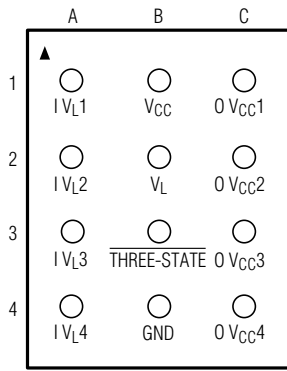 A B C
1
I VL1 VCC O VCC1
2
I VL2 VL O VCC2
3
I VL3 THREE-STATE O VCC3
4
I VL4 GND O VCC4